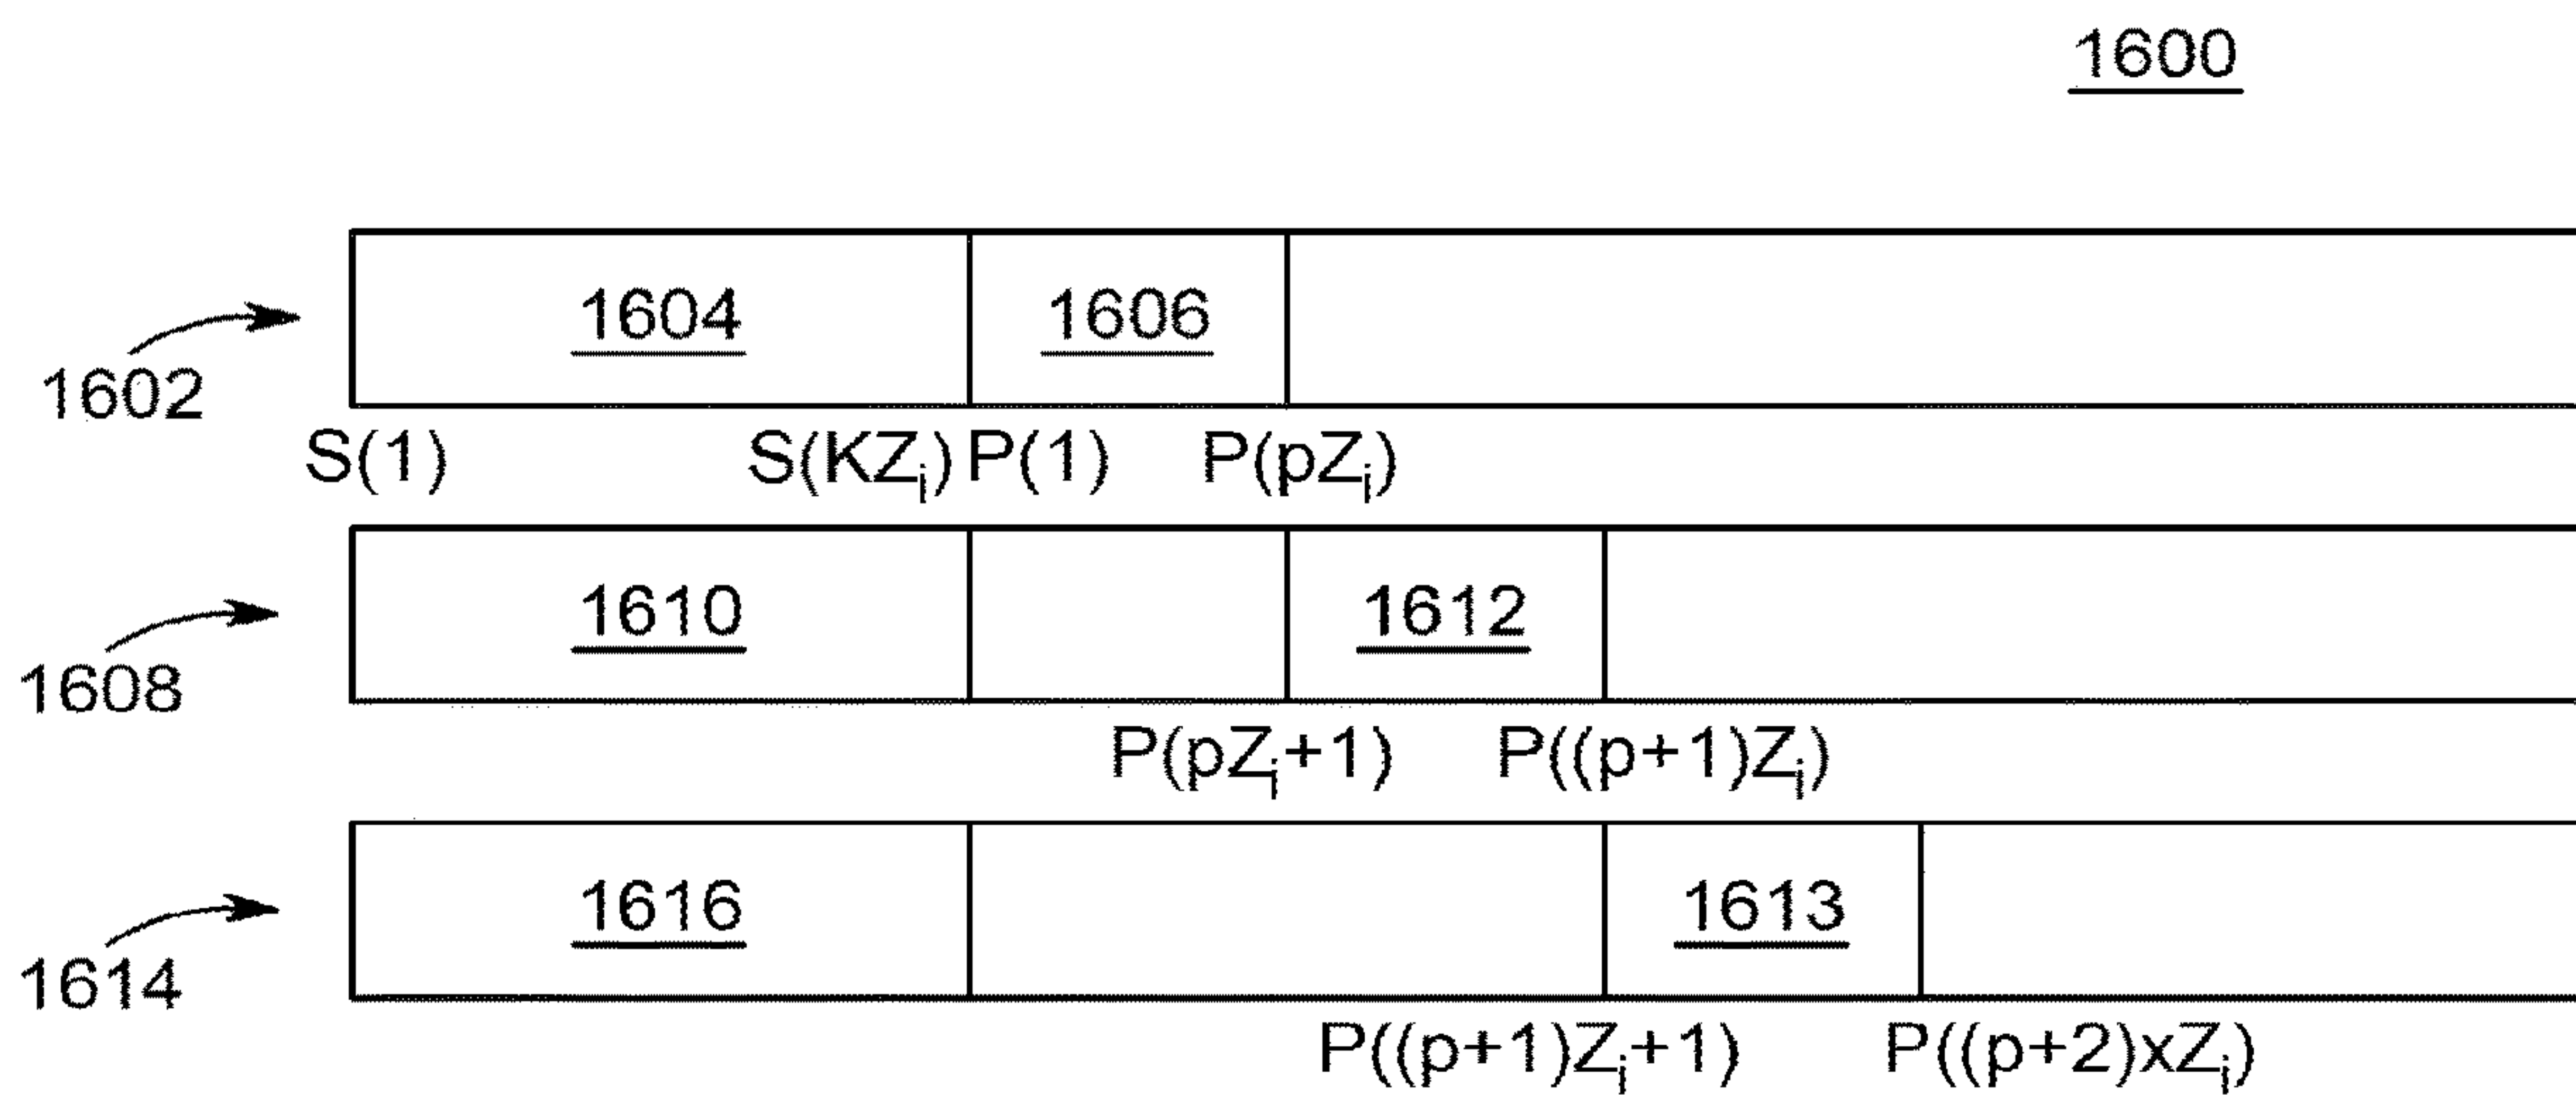 1600
1604 1606
1602
S(1) S(KZi) P(1) P(pZi)
1610 1612
1608
P(pZi+1) P((p+1)Zi)
1616 1613
1614
P((p+1)Zi+1) P((p+2)xZi)